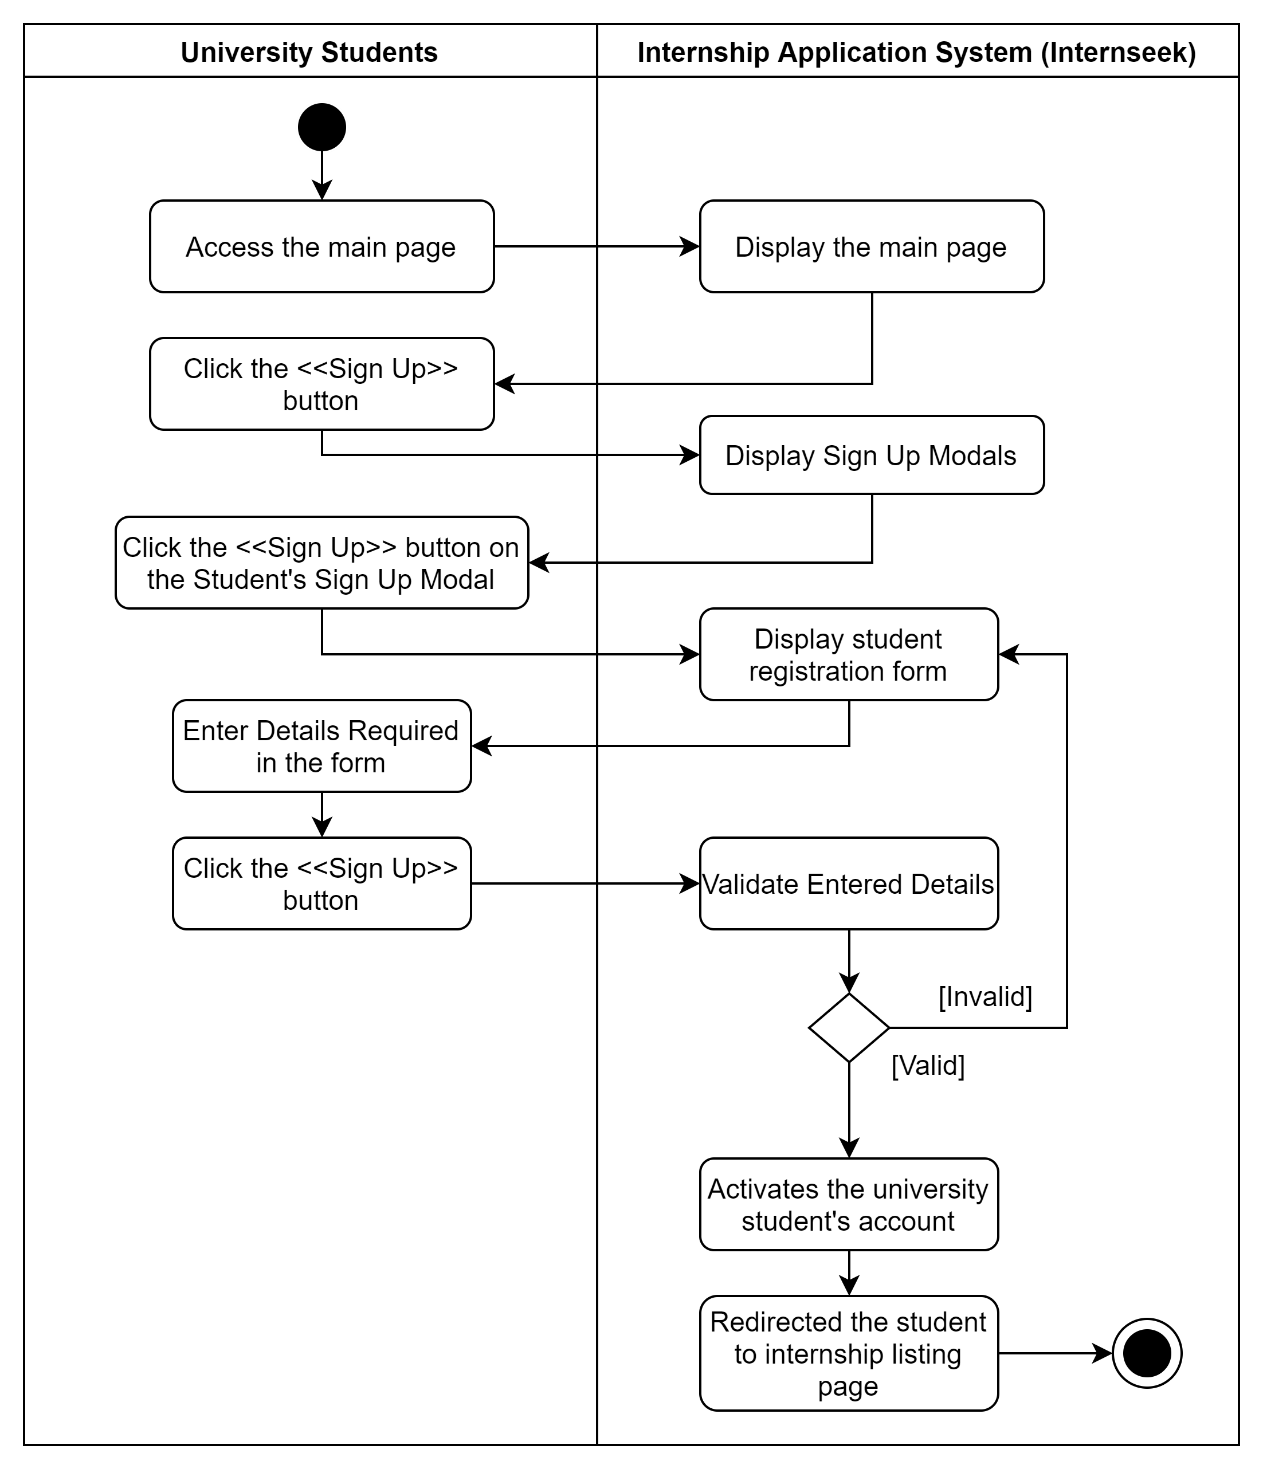 University Students
Internship Application System (Internseek)
Access the main page
Display the main page
Click the <<Sign Up>>
button
Display Sign Up Modals
Click the <<Sign Up>> button on
the Student's Sign Up Modal
Display student
registration form
Enter Details Required
in the form
Click the <<Sign Up>>
button
Validate Entered Details
[Invalid]
[Valid]
Activates the university
student's account
Redirected the student
to internship listing
page